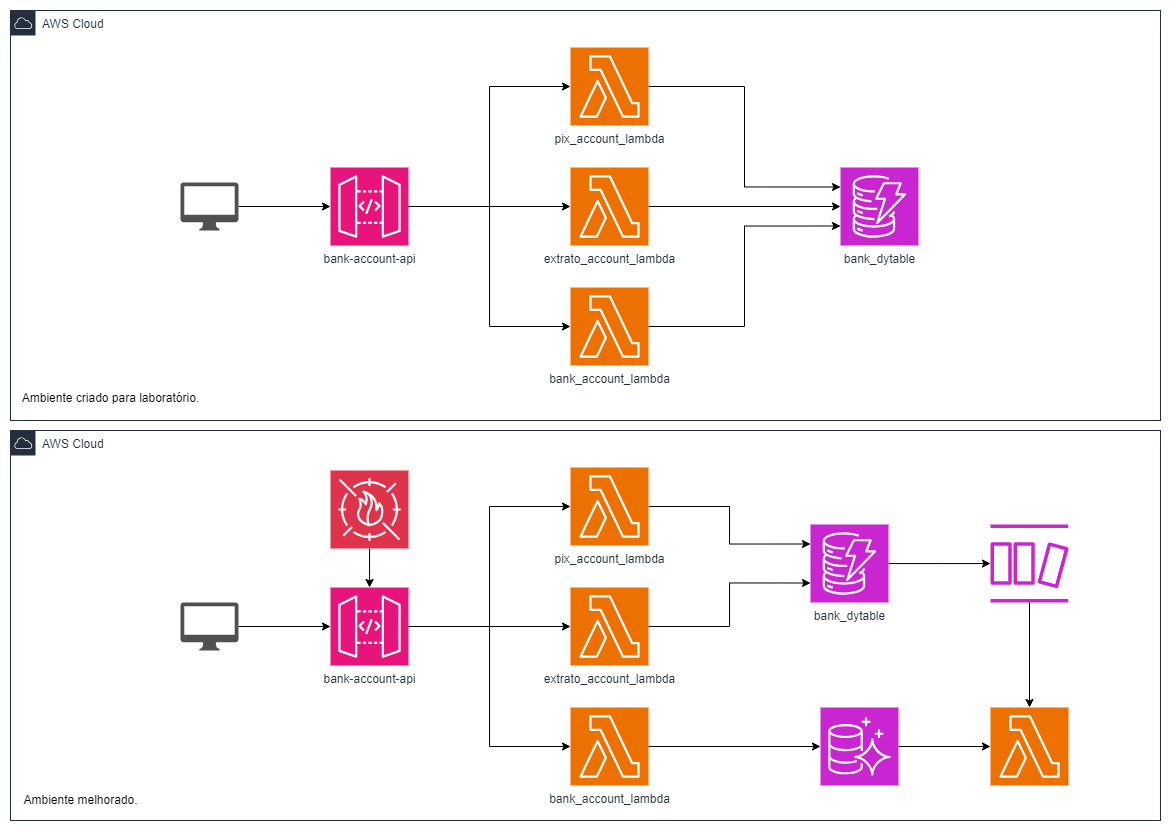 AWS Cloud
pix_account_lambda
bank-account-api
extrato_account_lambda
bank_dytable
bank_account_lambda
Ambiente criado para laboratório.
AWS Cloud
pix_account_lambda
bank_dytable
bank-account-api
extrato_account_lambda
bank_account_lambda
Ambiente melhorado.